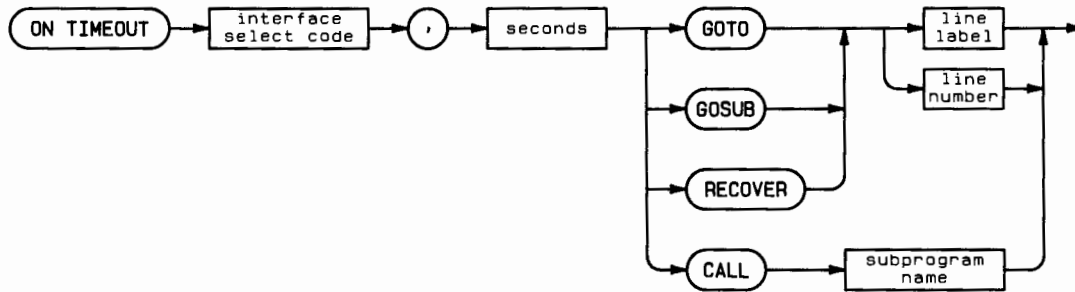 ON TIMEOUT
interface
select code
,
seconds
GOTO
line
label
line
number
GOSUB
RECOVER
CALL
subprogram
name